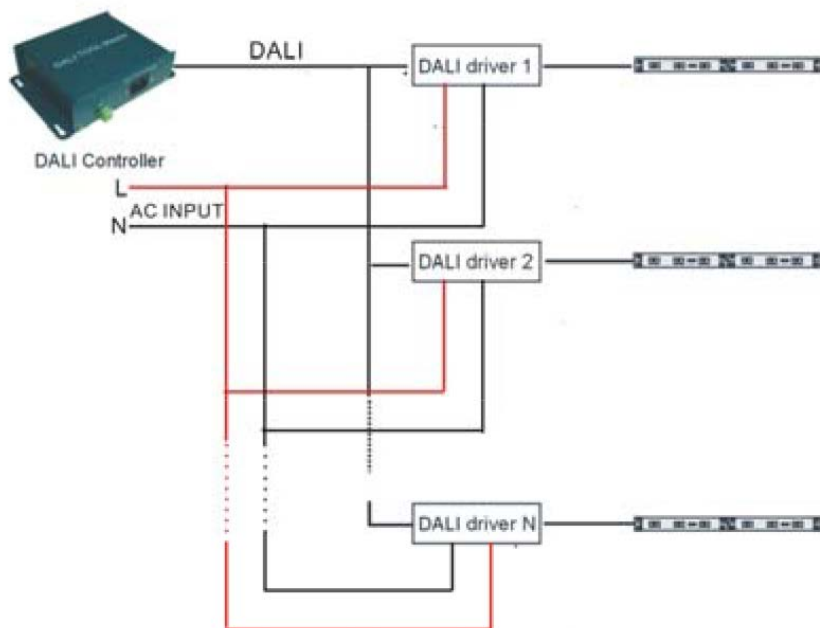 DALI
DALI driver 1
DALI Controller
L
AC INPUT
N
DALI driver 2
DALI driver N